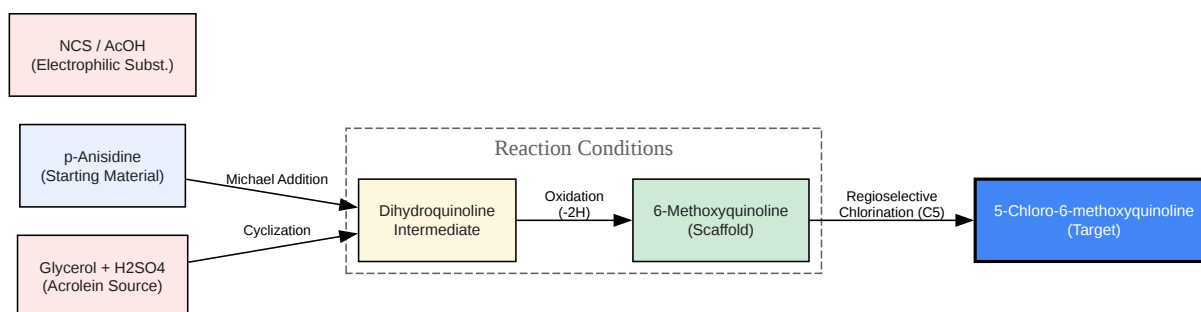 NCS / AcOH
(Electrophilic Subst.)
p-Anisidine
(Starting Material)
Glycerol + H2SO4
(Acrolein Source)
Michael Addition
Cyclization
Reaction Conditions
Dihydroquinoline
Intermediate
Oxidation
(-2H)
6-Methoxyquinoline
(Scaffold)
Regioselective
Chlorination (C5)
5-Chloro-6-methoxyquinoline
(Target)